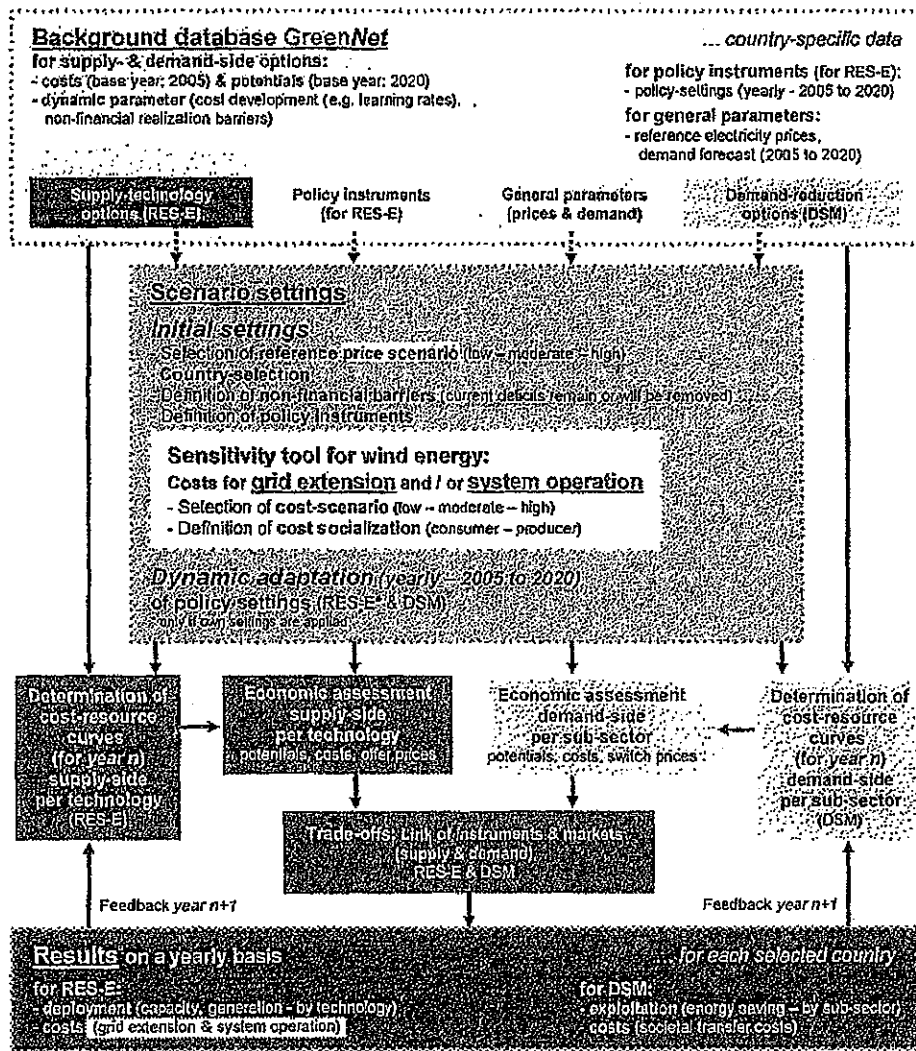 Background database GreenNet
... country-specific data
for supply- & demand-side options:
- costs (base year: 2005) & potentials (base year: 2020)
- dynamic parameter (cost development (e.g. learning rates),
non-financial realization barriers)
for policy instruments (for RES-E):
- policy-settings (yearly - 2005 to 2020)
for general parameters:
- reference electricity prices,
demand forecast (2005 to 2020)
Supply-technology
options (RES-E)
Policy instruments
(for RES-E)
General parameters
(prices & demand)
Demand-reduction
options (DSM)
Scenario settings
Initial settings:
- Selection of reference price scenario (low – moderate – high)
- Country-selection
- Definition of non-financial barriers (current deficits remain or will be removed)
- Definition of policy instruments
Sensitivity tool for wind energy:
Costs for grid extension and / or system operation
- Selection of cost-scenario (low – moderate – high)
- Definition of cost socialization (consumer – producer)
Dynamic adaptation (yearly – 2005 to 2020)
of policy settings (RES-E* & DSM)
*only if own settings are applied
Determination of
cost-resource
curves
(for year n)
supply-side
per technology
(RES-E)
Economic assessment
supply-side
per technology
potentials, costs, offer prices
Economic assessment
demand-side
per sub-sector
potentials, costs, switch prices
Determination of
cost-resource
curves
(for year n)
demand-side
per sub-sector
(DSM)
Trade-offs: Link of instruments & markets
(supply & demand)
RES-E & DSM
Feedback year n+1
Feedback year n+1
Results on a yearly basis
...for each selected country
for RES-E:
- deployment (capacity, generation - by technology)
- costs (grid extension & system operation)
for DSM:
- exploitation (energy saving – by sub-sector)
- costs (societal transfer costs)